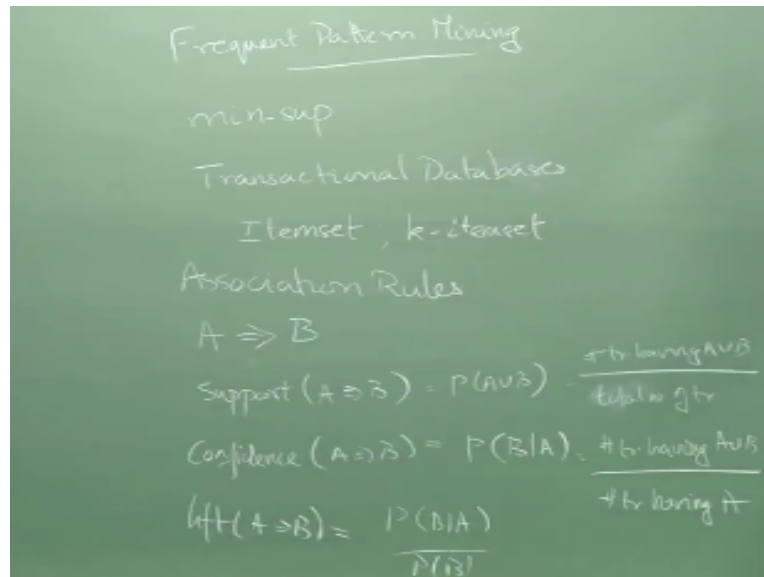 Frequent Pattern Mining
min-sup
Transactional Databases
Itemset, k-itemset
Association Rules
A ⇒ B
Support (A ⇒ B) = P(A∪B) = # tr. having A∪B / total no of tr
Confidence (A ⇒ B) = P(B|A) = # tr. having A∪B / # tr having A
lift (A ⇒ B) = P(B|A) / P(B)